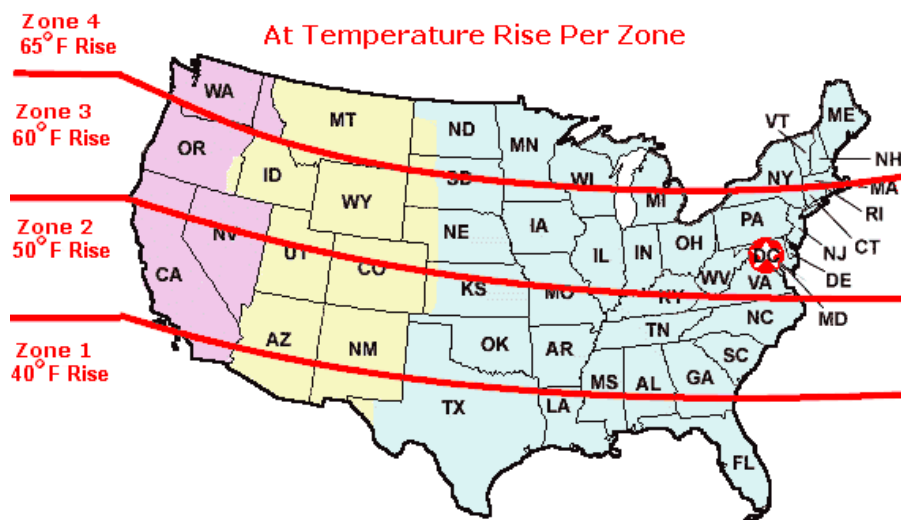 Zone 4
65°F Rise
At Temperature Rise Per Zone
Zone 3
60°F Rise
Zone 2
50°F Rise
Zone 1
40°F Rise
WA
MT
ND
MN
VT
ME
OR
ID
SD
WI
MI
NY
NH
MA
RI
WY
NE
IA
PA
CT
NJ
NV
UT
CO
IL
IN
OH
DC
DE
CA
KS
MO
KY
WV
VA
MD
AZ
NM
OK
AR
TN
NC
SC
TX
LA
MS
AL
GA
FL